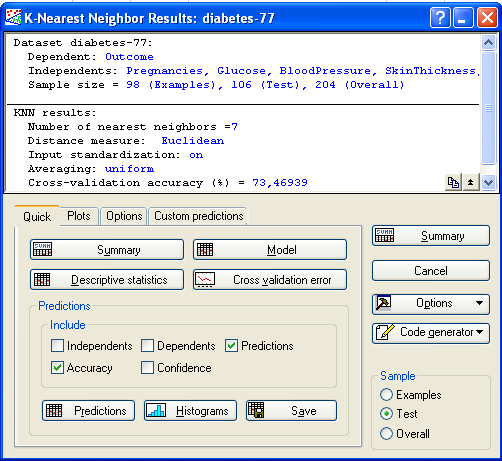 K-Nearest Neighbor Results: diabetes-77
Dataset diabetes-77:
Dependent: Outcome
Independents: Pregnancies, Glucose, BloodPressure, SkinThickness,
Sample size = 98 (Examples), 106 (Test), 204 (Overall)
KNN results:
Number of nearest neighbors =7
Distance measure: Euclidean
Input standardization: on
Averaging: uniform
Cross-validation accuracy (%) = 73,46939
Quick Plots Options Custom predictions
Summary
Model
Descriptive statistics
Cross validation error
Predictions
Include
Independents
Dependents
Predictions
Accuracy
Confidence
Predictions
Histograms
Save
Summary
Cancel
Options
Code generator
Sample
Examples
Test
Overall